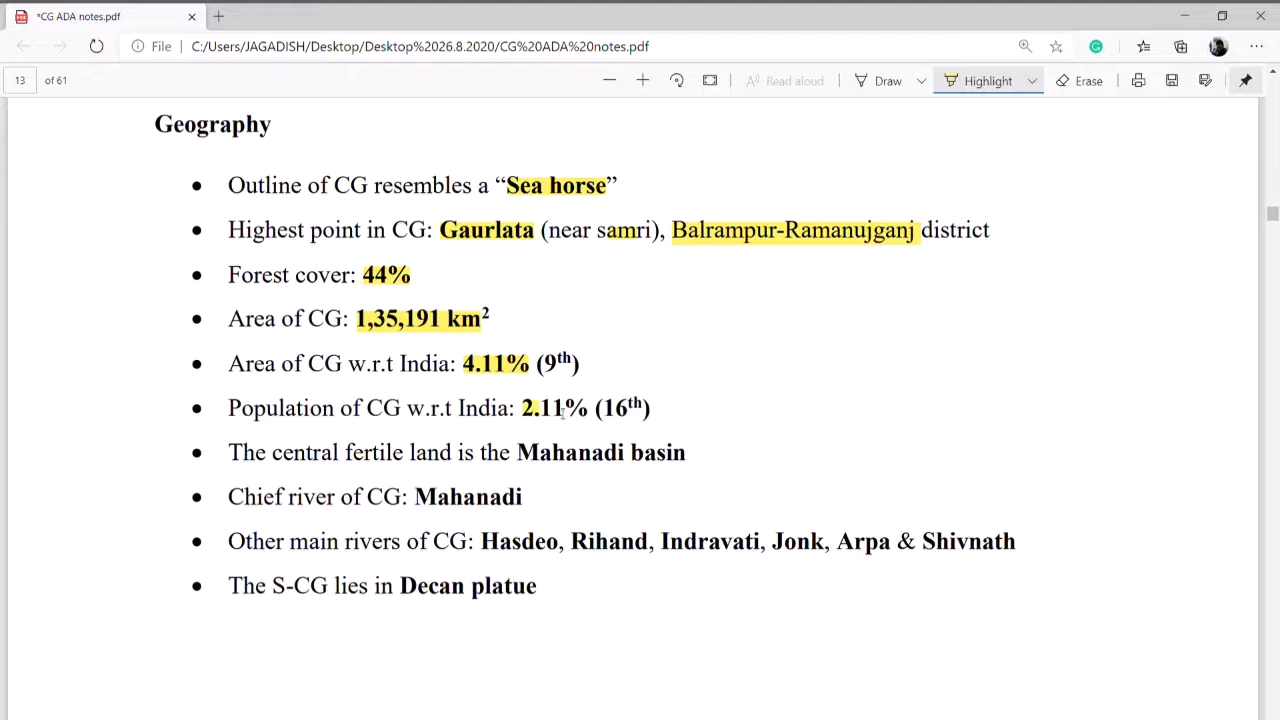 *CG ADA notes.pdf
File | C:/Users/JAGADISH/Desktop/Desktop%2026.8.2020/CG%20ADA%20notes.pdf
13 of 61
Read aloud
Draw
Highlight
Erase
Geography
• Outline of CG resembles a “Sea horse”
• Highest point in CG: Gaurlata (near samri), Balrampur-Ramanujganj district
• Forest cover: 44%
• Area of CG: 1,35,191 km²
• Area of CG w.r.t India: 4.11% (9th)
• Population of CG w.r.t India: 2.11% (16th)
• The central fertile land is the Mahanadi basin
• Chief river of CG: Mahanadi
• Other main rivers of CG: Hasdeo, Rihand, Indravati, Jonk, Arpa & Shivnath
• The S-CG lies in Decan platue